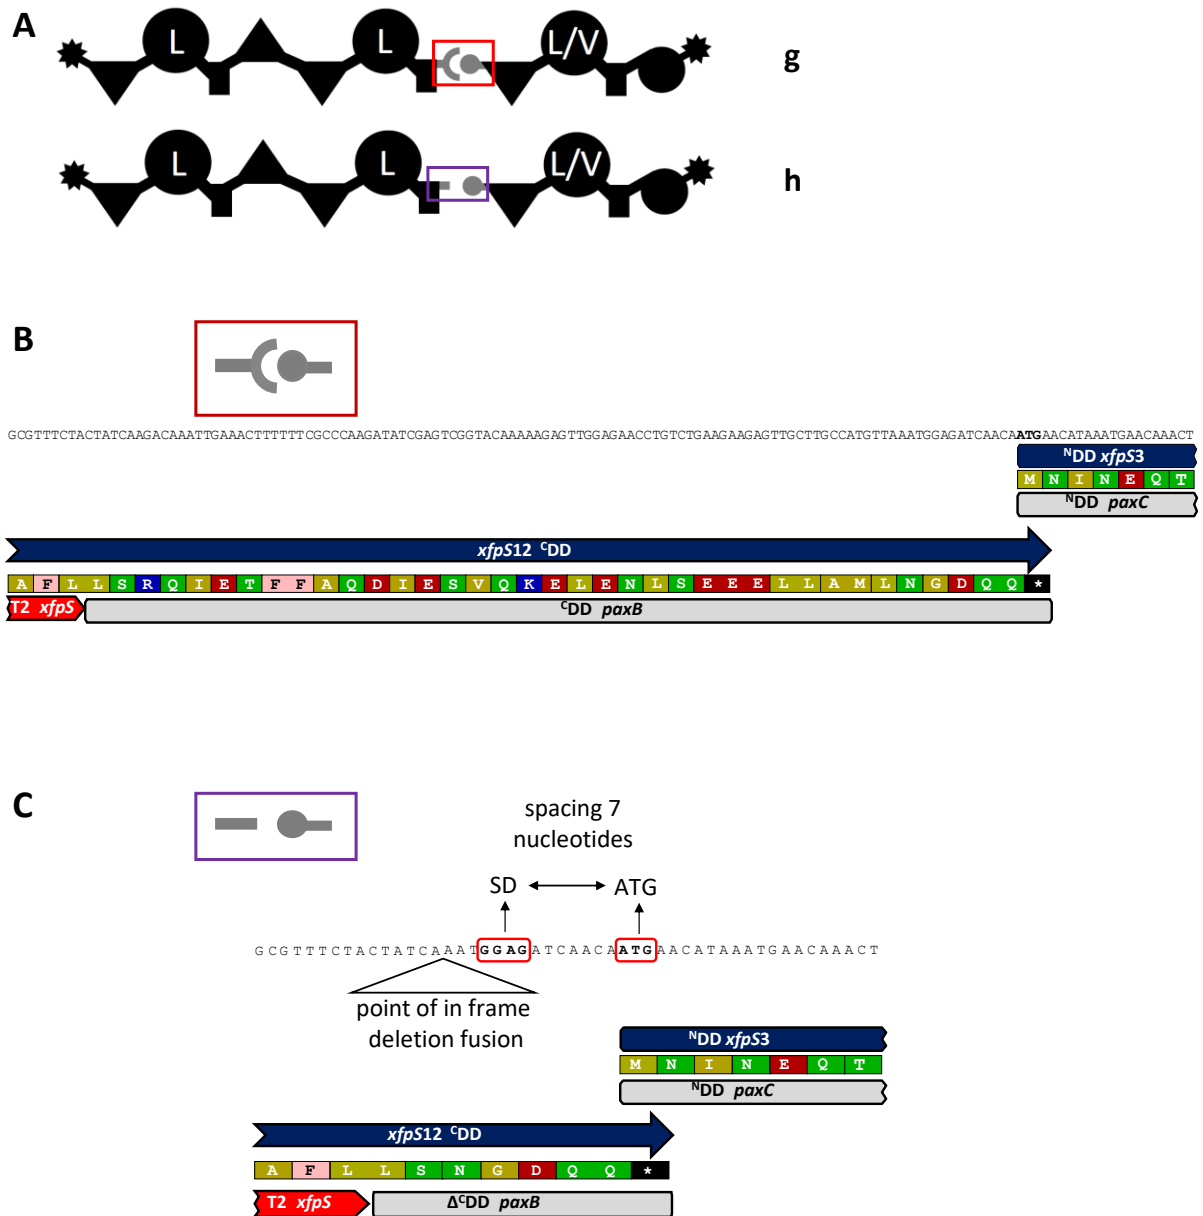 A
L L L/V g
L L L/V h
B
GCGTTTCTACTATCAAGACAAATTGAAACTTTTTTCGCCCAAGATATCGAGTCGGTACAAAAAGAGTTGGAGAACCTGTCTGAAGAAGAGTTGCTTGCCATGTTAAATGGAGATCAACAATGAACATAAATGAACAAACT
NDD xfpS3
M N I N E Q T
NDD paxC
xfpS12 CDD
A F L L S R Q I E T F F A Q D I E S V Q K E L E N L S E E E L L A M L N G D Q Q *
T2 xfpS CDD paxB
C
spacing 7
nucleotides
SD ATG
GCGTTTCTACTATCAAATGGAGATCAACAATGAACATAAATGAACAAACT
point of in frame
deletion fusion
NDD xfpS3
M N I N E Q T
NDD paxC
xfpS12 CDD
A F L L S N G D Q Q *
T2 xfpS ΔCDD paxB